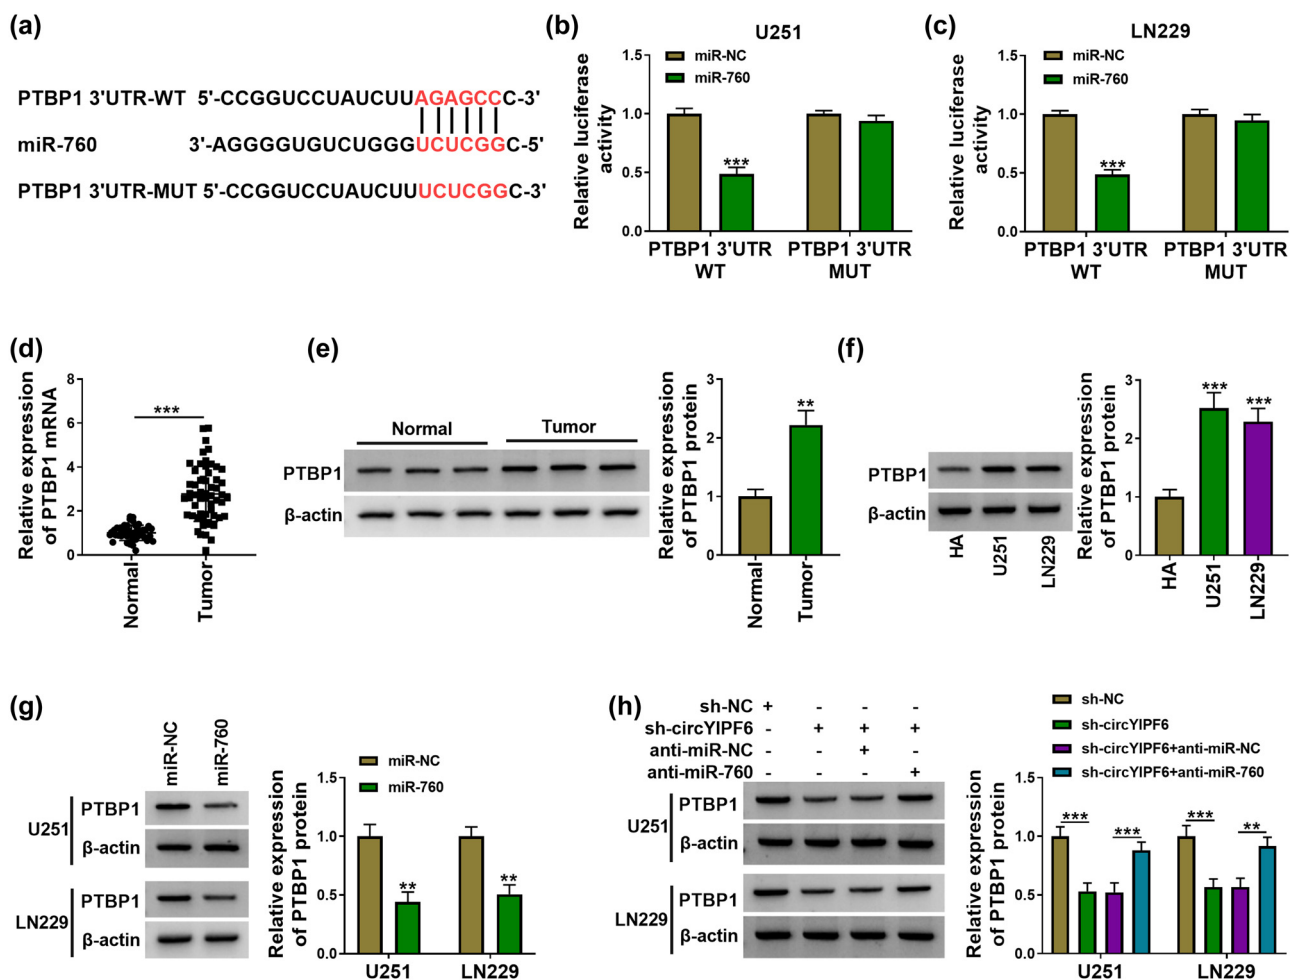 (a)
PTBP1 3'UTR-WT 5'-CCGGUCCUAUCUUAGAGCCC-3'
miR-760 3'-AGGGGUGUCUGGGUCUCGGC-5'
PTBP1 3'UTR-MUT 5'-CCGGUCCUAUCUUUCUCGGC-3'
(b)
U251
miR-NC
miR-760
Relative luciferase
activity
1.5
1.0
0.5
0.0
***
PTBP1 3'UTR
WT
PTBP1 3'UTR
MUT
(c)
LN229
miR-NC
miR-760
Relative luciferase
activity
1.5
1.0
0.5
0.0
***
PTBP1 3'UTR
WT
PTBP1 3'UTR
MUT
(d)
Relative expression
of PTBP1 mRNA
8
6
4
2
0
***
Normal
Tumor
(e)
Normal
Tumor
PTBP1
β-actin
Relative expression
of PTBP1 protein
3
2
1
0
**
Normal
Tumor
(f)
PTBP1
β-actin
HA
U251
LN229
Relative expression
of PTBP1 protein
3
2
1
0
***
***
HA
U251
LN229
(g)
miR-NC
miR-760
U251
PTBP1
β-actin
LN229
PTBP1
β-actin
miR-NC
miR-760
Relative expression
of PTBP1 protein
1.5
1.0
0.5
0.0
**
**
U251
LN229
(h)
sh-NC + - - -
sh-circYIPF6 - + + +
anti-miR-NC - - + -
anti-miR-760 - - - +
U251
PTBP1
β-actin
LN229
PTBP1
β-actin
sh-NC
sh-circYIPF6
sh-circYIPF6+anti-miR-NC
sh-circYIPF6+anti-miR-760
Relative expression
of PTBP1 protein
1.5
1.0
0.5
0.0
***
***
***
**
U251
LN229